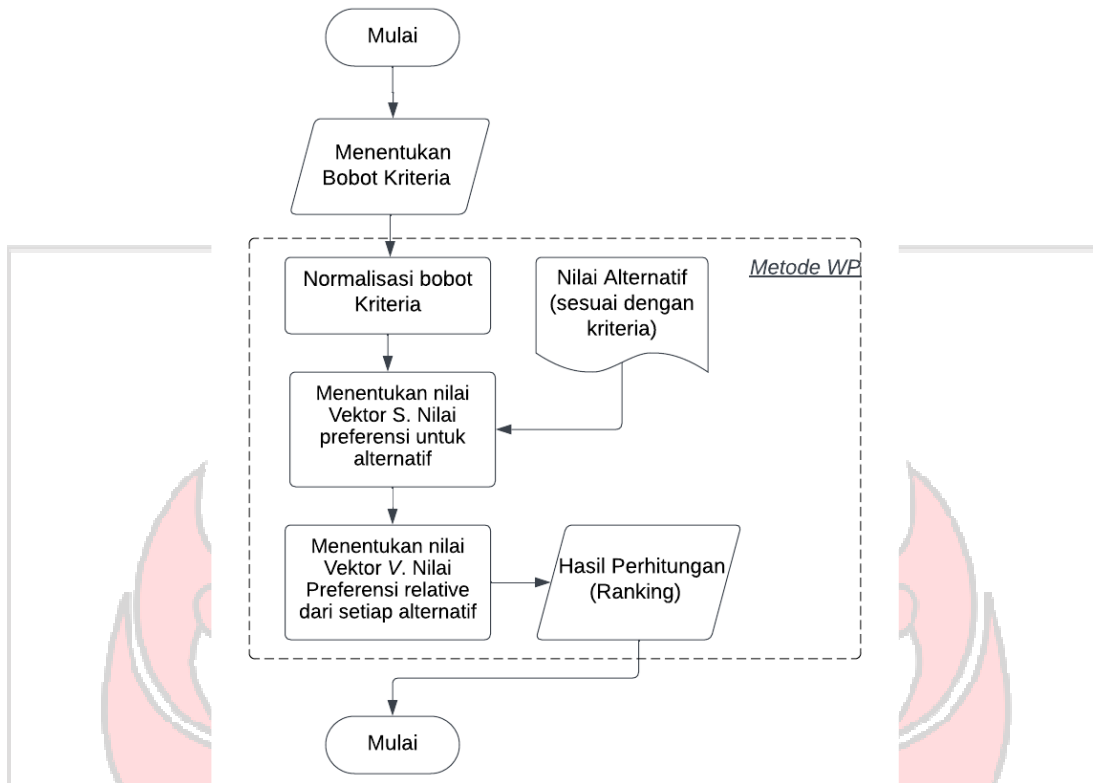 Mulai
Menentukan
Bobot Kriteria
Metode WP
Normalisasi bobot
Kriteria
Nilai Alternatif
(sesuai dengan
kriteria)
Menentukan nilai
Vektor S. Nilai
preferensi untuk
alternatif
Menentukan nilai
Vektor V. Nilai
Preferensi relative
dari setiap alternatif
Hasil Perhitungan
(Ranking)
Mulai